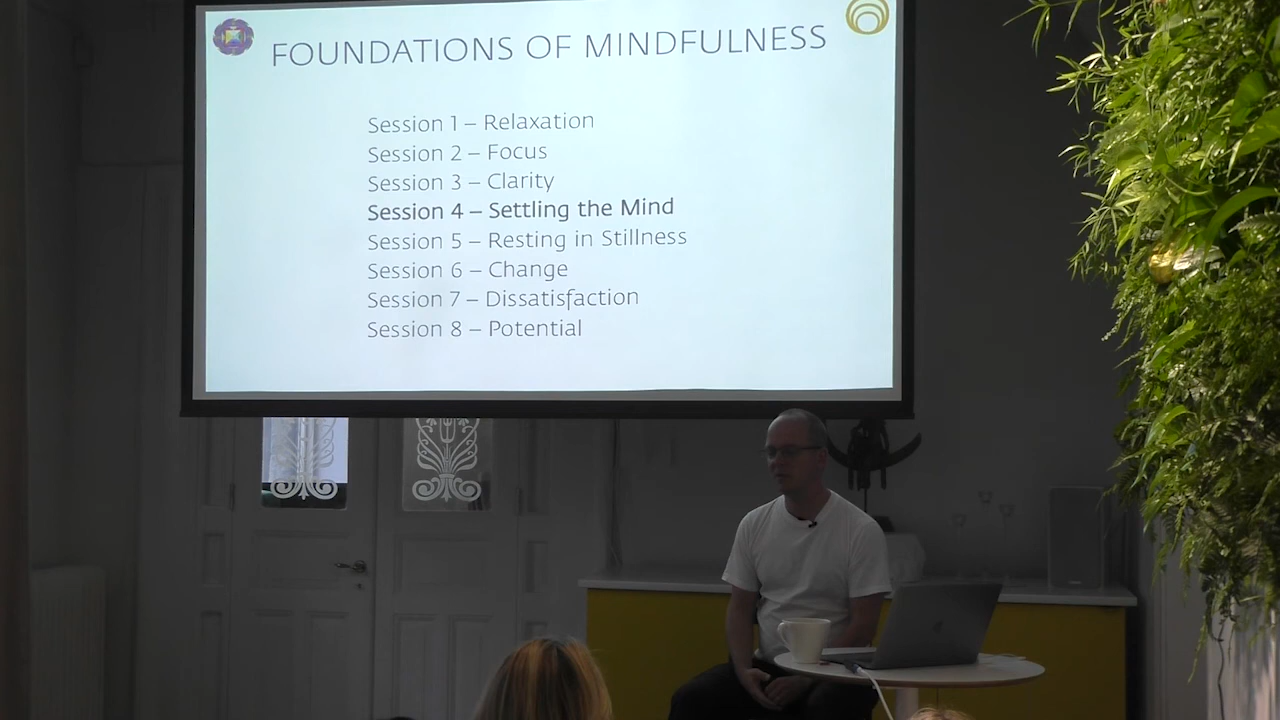 FOUNDATIONS OF MINDFULNESS
Session 1 – Relaxation
Session 2 – Focus
Session 3 – Clarity
Session 4 – Settling the Mind
Session 5 – Resting in Stillness
Session 6 – Change
Session 7 – Dissatisfaction
Session 8 – Potential